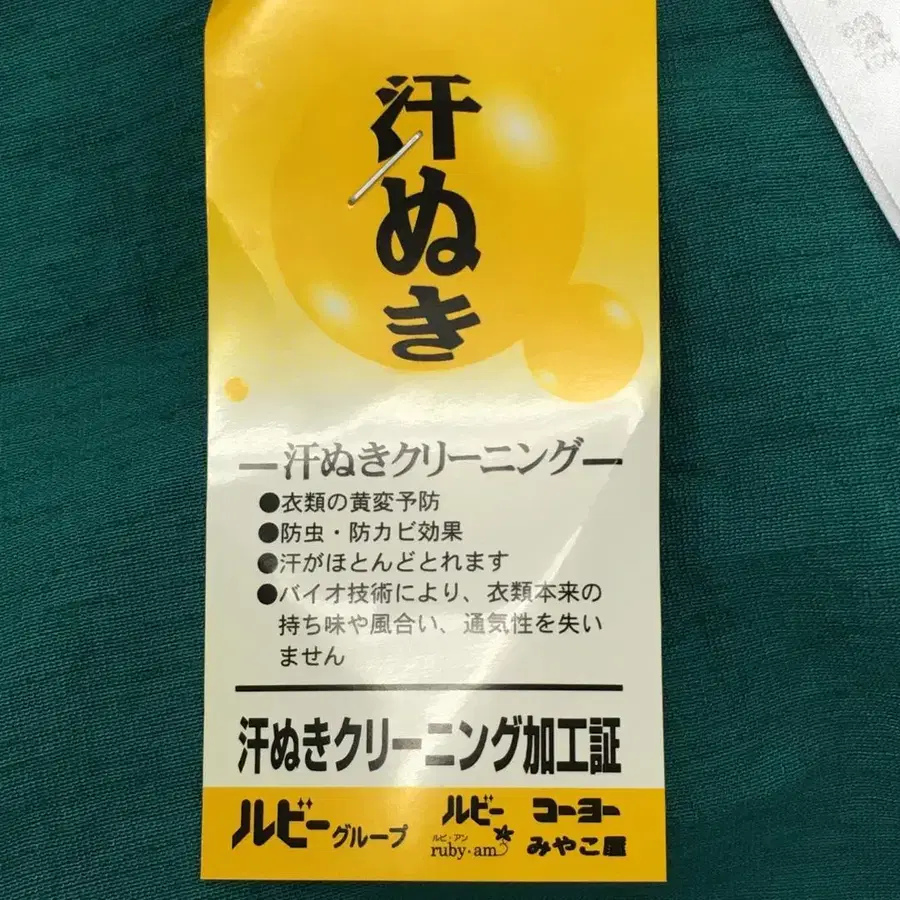 汗ぬき
―汗ぬきクリーニング―
●衣類の黄変予防
●防虫・防カビ効果
●汗がほとんどとれます
●バイオ技術により、衣類本来の
持ち味や風合い、通気性を失い
ません
汗ぬきクリーニング加工証
ルビーグループ
ルビー
コーヨー
ルビ・アン
ruby・am
みやこ屋